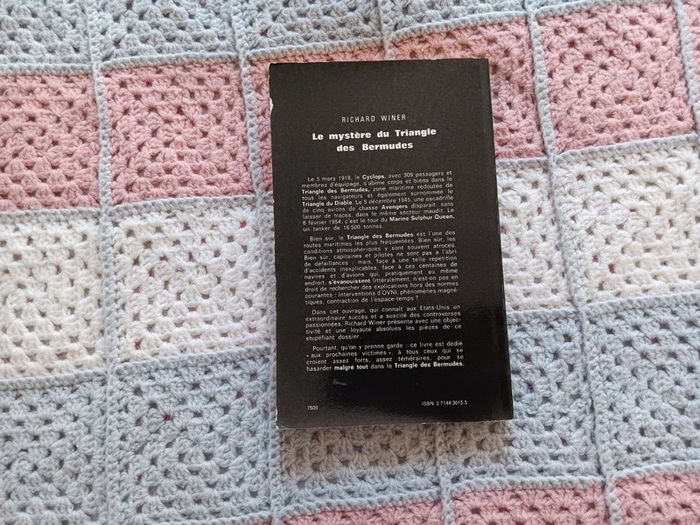 RICHARD WINER
Le mystère du Triangle
des Bermudes
Le 5 mars 1918, le Cyclops, avec 309 passagers et
membres d'équipage, s'abîme corps et biens dans le
Triangle des Bermudes, zone maritime redoutée de
tous les navigateurs et également surnommée le
Triangle du Diable. Le 5 décembre 1945, une escadrille
de cinq avions de chasse Avengers disparaît, sans
laisser de traces, dans le même secteur maudit. Le
6 février 1954, c'est le tour du Marine Sulphur Queen,
un tanker de 16 500 tonnes.
Bien sûr, le Triangle des Bermudes est l'une des
routes maritimes les plus fréquentées. Bien sûr, les
conditions atmosphériques y sont souvent atroces.
Bien sûr, capitaines et pilotes ne sont pas à l'abri
de défaillances : mais, face à une telle répétition
d'accidents inexplicables, face à ces centaines de
navires et d'avions qui, pratiquement au même
endroit, s'évanouissent littéralement, n'est-on pas en
droit de rechercher des explications hors des normes
courantes : interventions d'OVNI, phénomènes magné-
tiques, contraction de l'espace-temps ?
Dans cet ouvrage, qui connaît aux Etats-Unis un
extraordinaire succès et a suscité des controverses
passionnées, Richard Winer présente avec une objec-
tivité et une loyauté absolues les pièces de ce
stupéfiant dossier.
Pourtant, qu'on y prenne garde : ce livre est dédié
« aux prochaines victimes », à tous ceux qui se
croient assez forts, assez téméraires, pour se
hasarder malgré tout dans le Triangle des Bermudes.
7509
ISBN 2.7144.3015.5